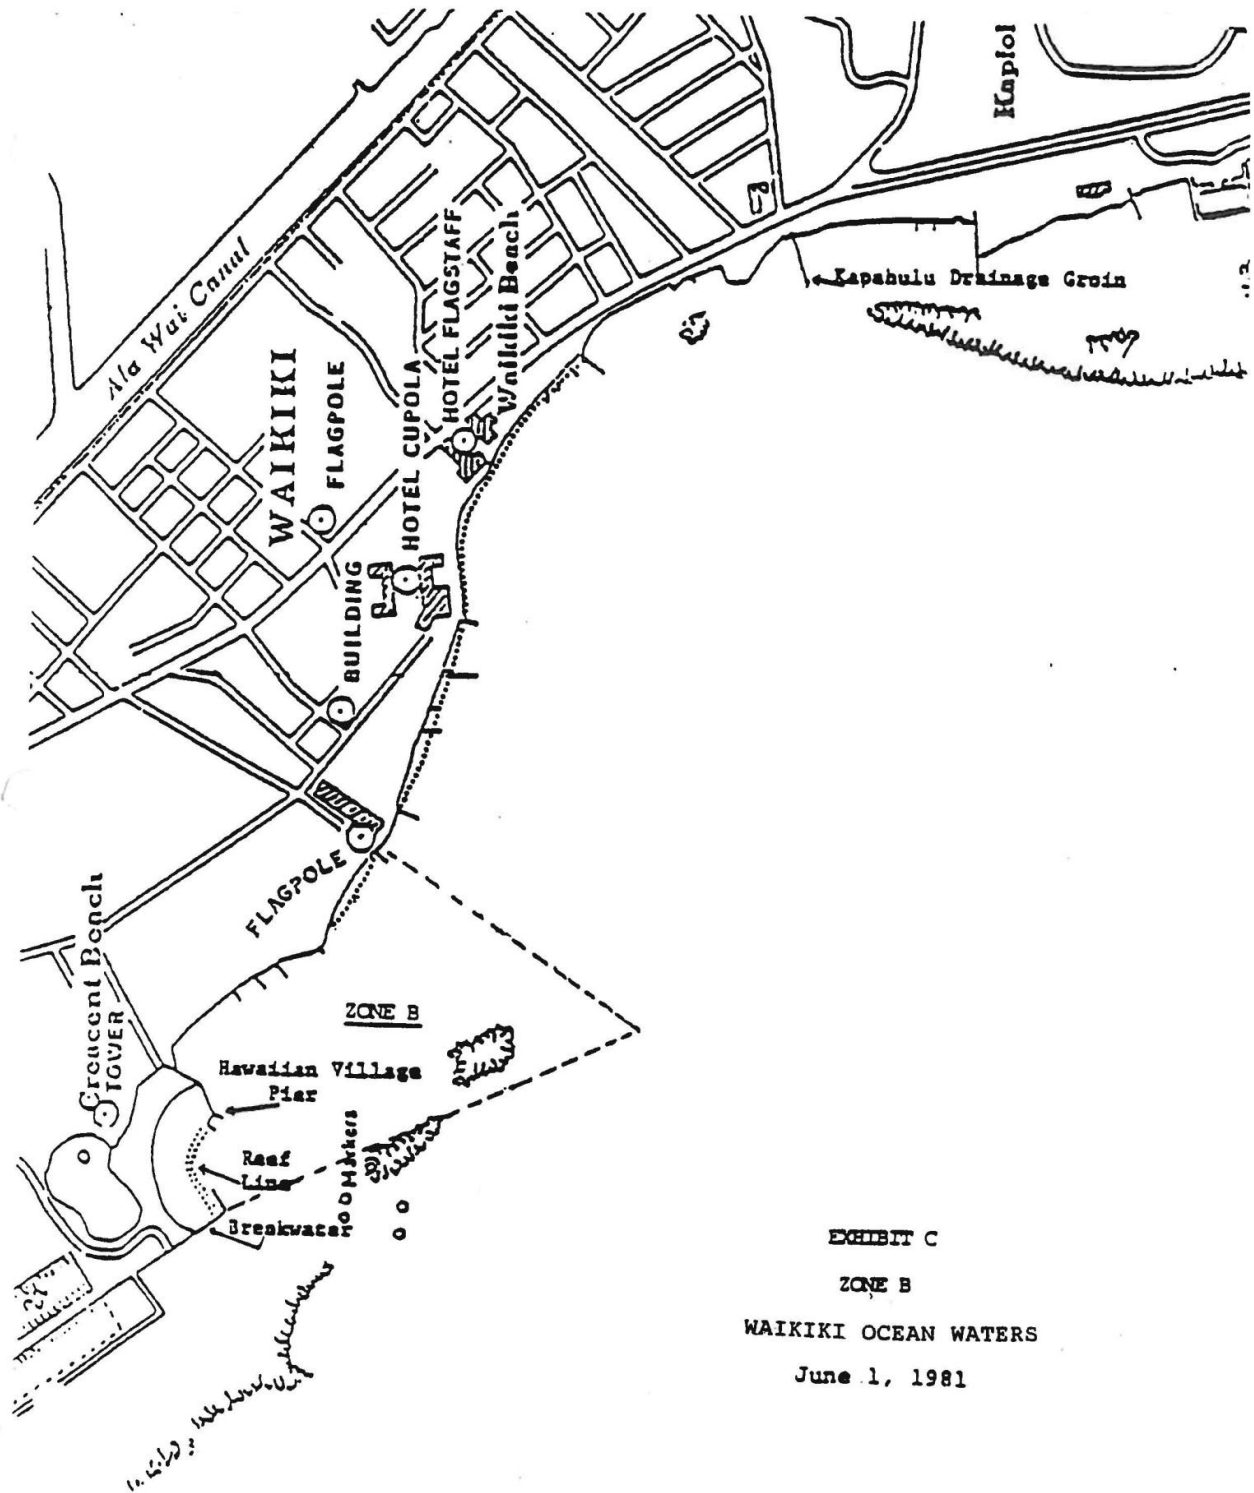 Kapiol
Ala Wai Canal
WAIKIKI
FLAGPOLE
HOTEL CUPOLA
HOTEL FLAGSTAFF
Waikiki Beach
Kapahulu Drainage Groin
BUILDING
FLAGPOLE
Crescent Beach
TOWER
ZONE B
Hawaiian Village
Pier
Markers
Reef
Line
Breakwater
EXHIBIT C
ZONE B
WAIKIKI OCEAN WATERS
June 1, 1981